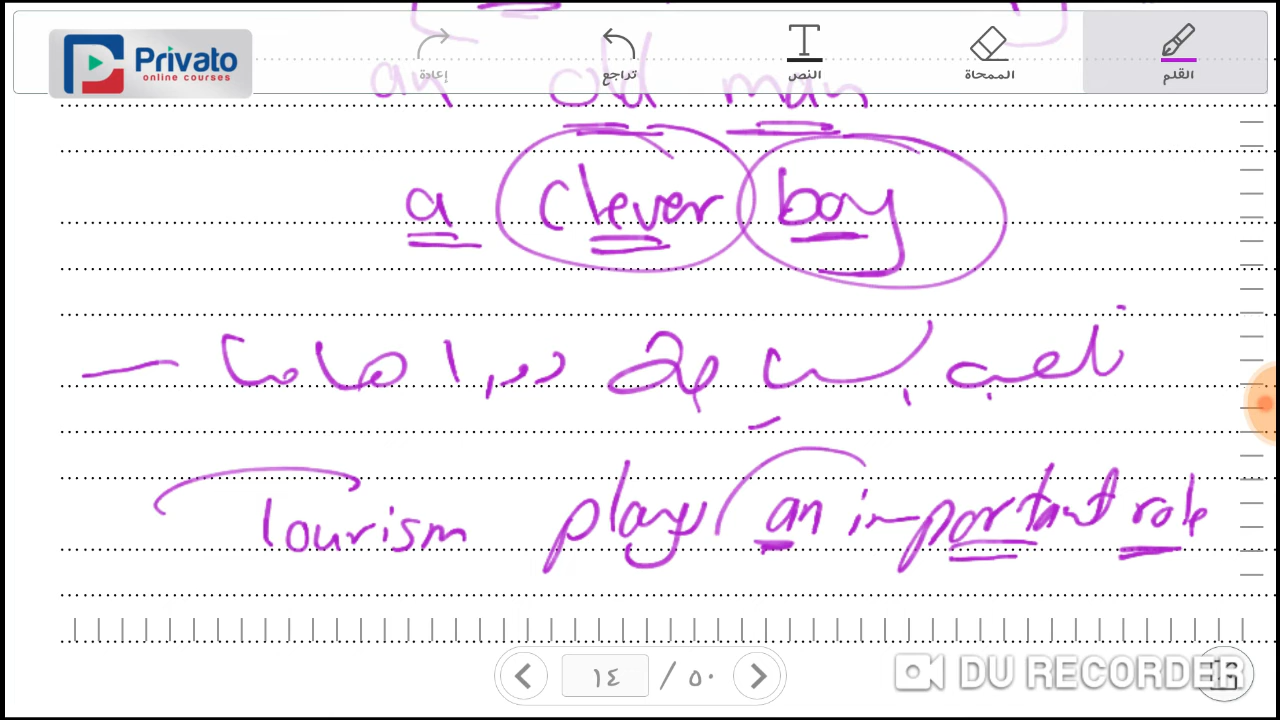 Privato
online courses
إعادة
تراجع
النص
الممحاة
القلم
an old man
a clever boy
تلعب السياحة دورا هاما
Tourism plays an important role
١٤ / ٥٠
DU RECORDER